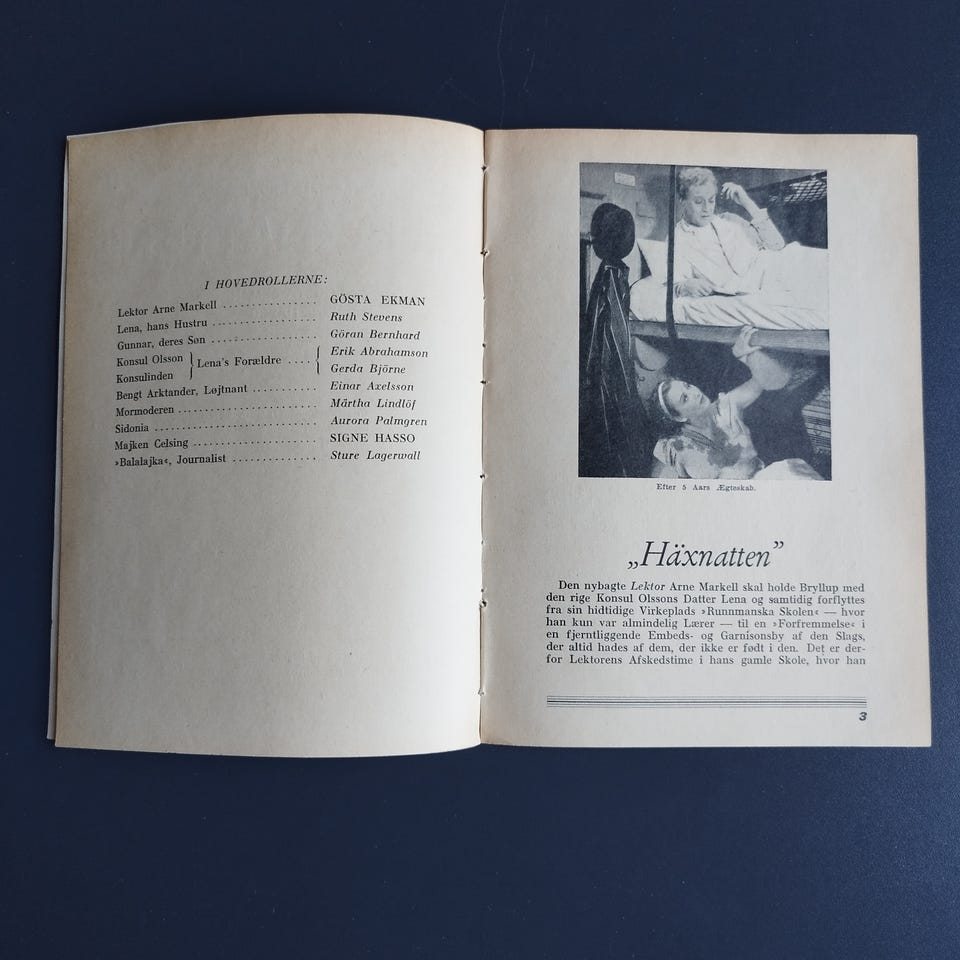 I HOVEDROLLERNE:
Lektor Arne Markell ................ GÖSTA EKMAN
Lena, hans Hustru ................. Ruth Stevens
Gunnar, deres Søn ................. Göran Bernhard
Konsul Olsson } Lena's Forældre .... { Erik Abrahamson
Konsulinden } { Gerda Björne
Bengt Arktander, Løjtnant ........... Einar Axelsson
Mormoderen ....................... Märtha Lindlöf
Sidonia ........................... Aurora Palmgren
Majken Celsing .................... SIGNE HASSO
»Balalajka«, Journalist .............. Sture Lagerwall
Efter 5 Aars Ægteskab.
„Häxnatten”
Den nybagte Lektor Arne Markell skal holde Bryllup med
den rige Konsul Olssons Datter Lena og samtidig forflyttes
fra sin hidtidige Virkeplads »Runnmanska Skolen« — hvor
han kun var almindelig Lærer — til en »Forfremmelse« i
en fjerntliggende Embeds- og Garnisonsby af den Slags,
der altid hades af dem, der ikke er født i den. Det er der-
for Lektorens Afskedstime i hans gamle Skole, hvor han
3